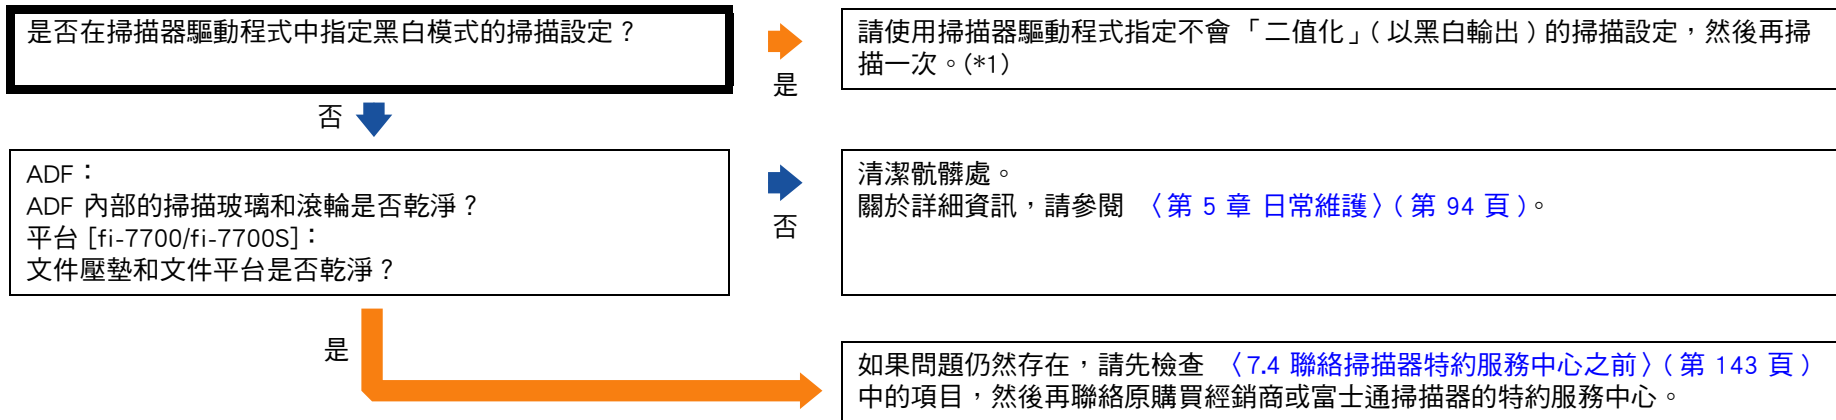 是否在掃描器驅動程式中指定黑白模式的掃描設定？
是
請使用掃描器驅動程式指定不會「二值化」( 以黑白輸出 ) 的掃描設定，然後再掃
描一次。(*1)
否
ADF：
ADF 內部的掃描玻璃和滾輪是否乾淨？
平台 [fi-7700/fi-7700S]：
文件壓墊和文件平台是否乾淨？
否
清潔骯髒處。
關於詳細資訊，請參閱 〈第 5 章 日常維護〉( 第 94 頁 )。
是
如果問題仍然存在，請先檢查 〈7.4 聯絡掃描器特約服務中心之前〉( 第 143 頁 )
中的項目，然後再聯絡原購買經銷商或富士通掃描器的特約服務中心。